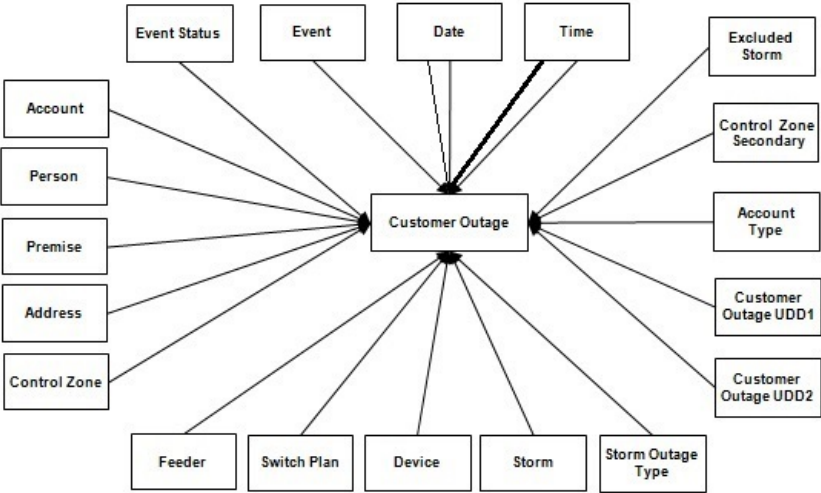 Event Status
Event
Date
Time
Excluded
Storm
Account
Control Zone
Secondary
Person
Customer Outage
Account
Type
Premise
Address
Customer
Outage UDD1
Control Zone
Customer
Outage UDD2
Feeder
Switch Plan
Device
Storm
Storm Outage
Type